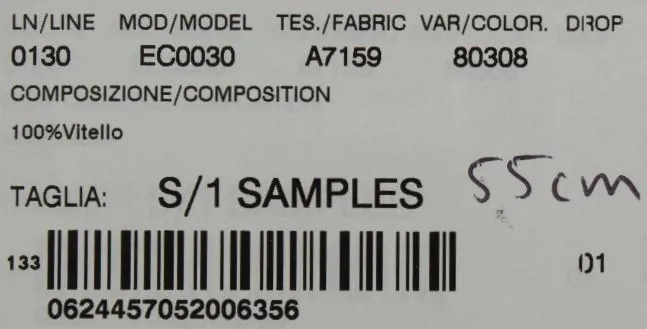 LN/LINE MOD/MODEL TES./FABRIC VAR/COLOR. DROP
0130 EC0030 A7159 80308
COMPOSIZIONE/COMPOSITION
100%Vitello
TAGLIA: S/1 SAMPLES 55cm
133 01
0624457052006356